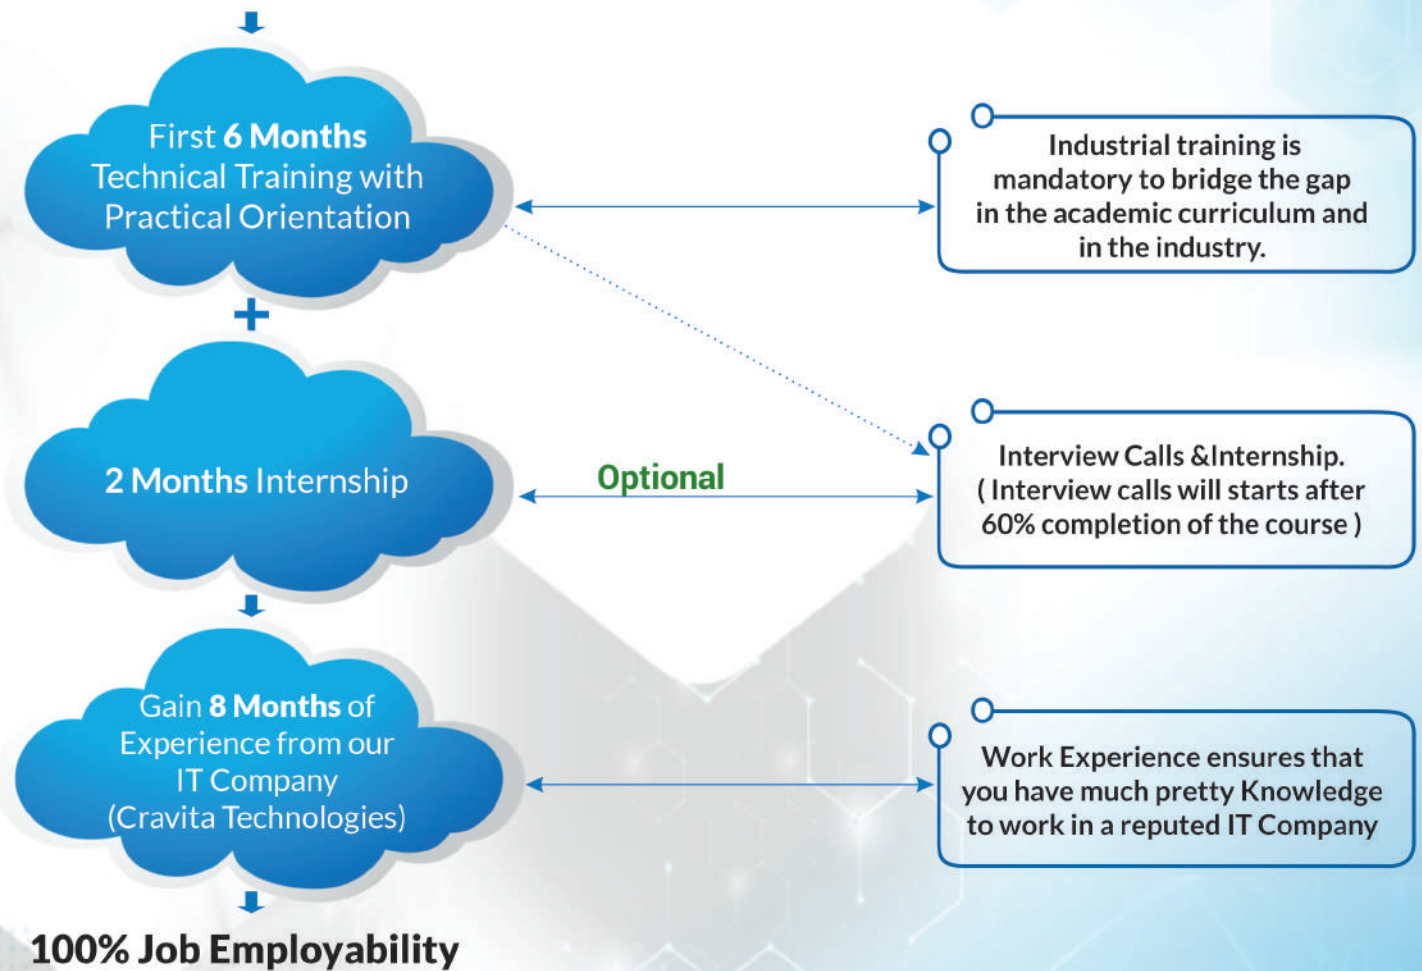 First 6 Months
Technical Training with
Practical Orientation
Industrial training is
mandatory to bridge the gap
in the academic curriculum and
in the industry.
+
2 Months Internship
Optional
Interview Calls &Internship.
( Interview calls will starts after
60% completion of the course )
Gain 8 Months of
Experience from our
IT Company
(Cravita Technologies)
Work Experience ensures that
you have much pretty Knowledge
to work in a reputed IT Company
100% Job Employability